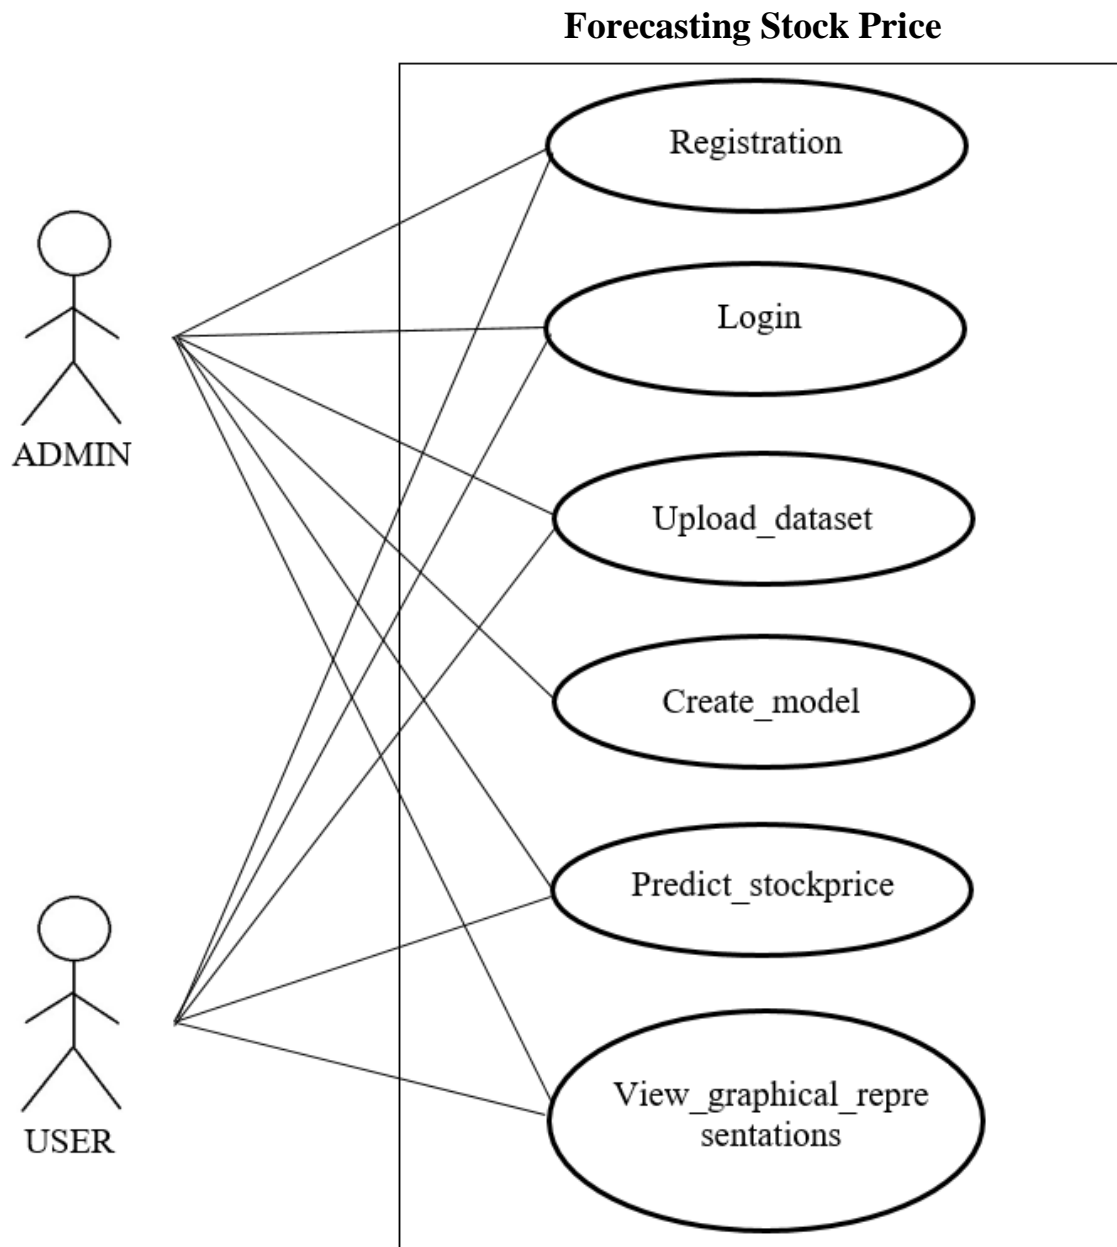 Forecasting Stock Price
Registration
Login
ADMIN
Upload_dataset
Create_model
Predict_stockprice
View_graphical_repre
sentations
USER